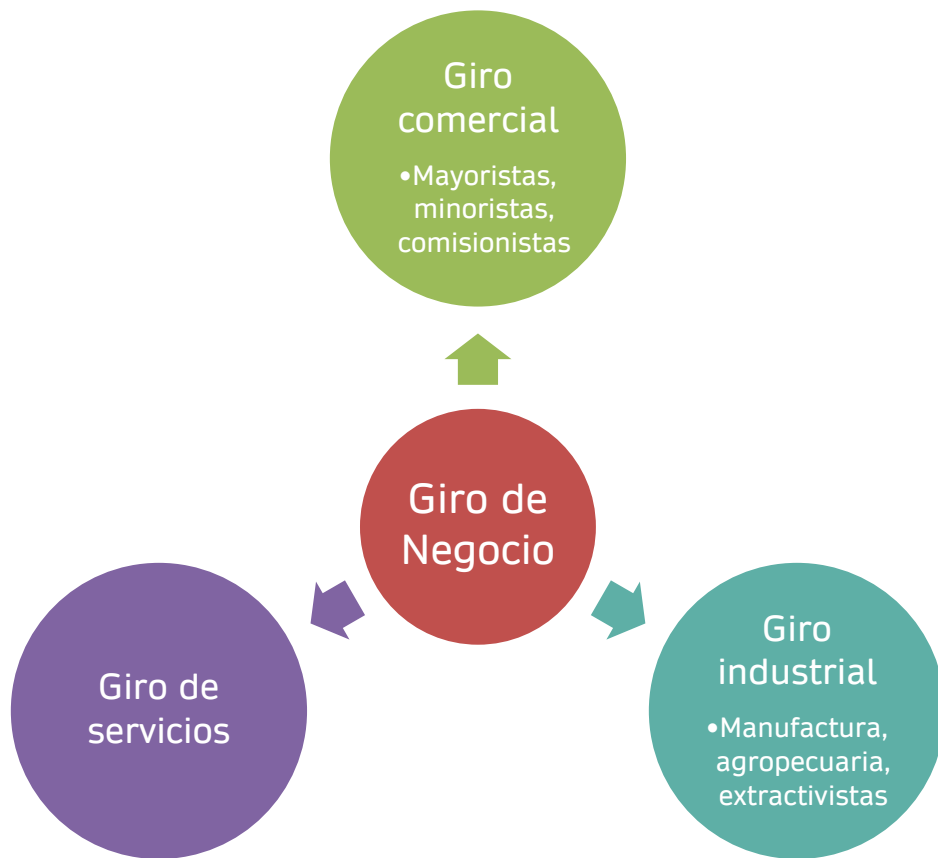 Giro
comercial
•Mayoristas,
minoristas,
comisionistas
Giro de
Negocio
Giro de
servicios
Giro
industrial
•Manufactura,
agropecuaria,
extractivistas